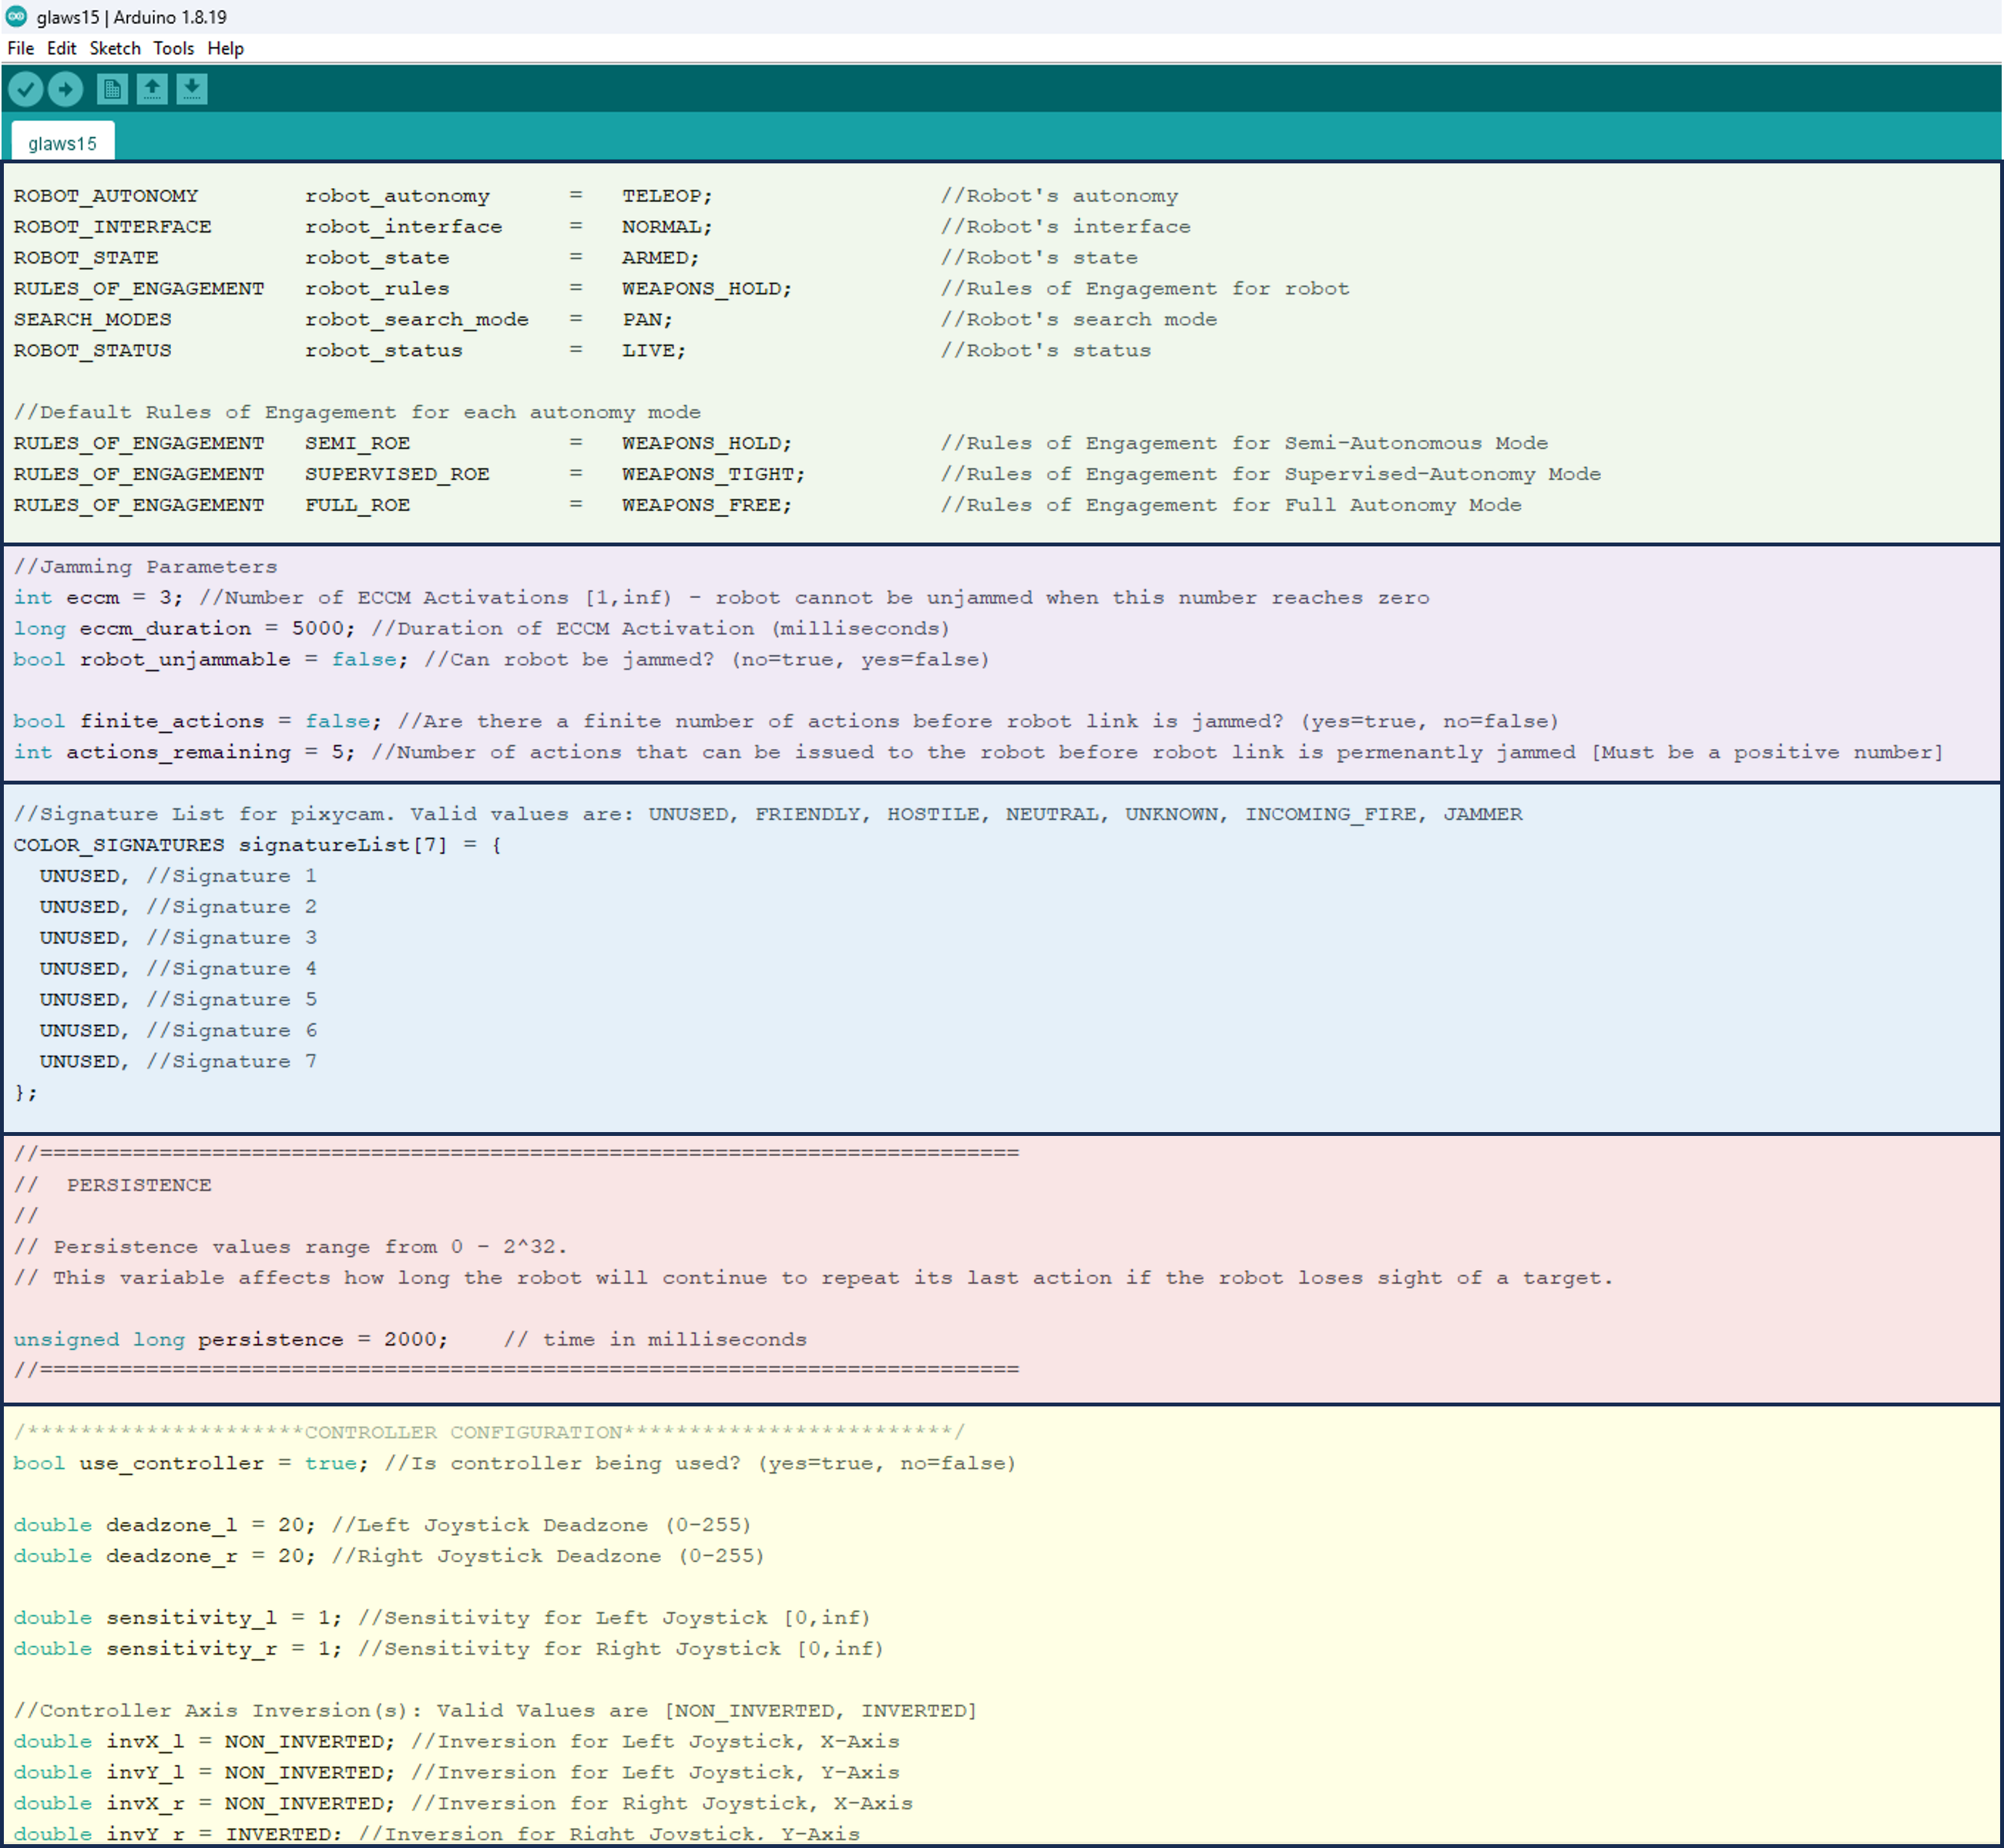 glaws15 | Arduino 1.8.19
File Edit Sketch Tools Help
glaws15
ROBOT_AUTONOMY robot_autonomy = TELEOP; //Robot's autonomy
ROBOT_INTERFACE robot_interface = NORMAL; //Robot's interface
ROBOT_STATE robot_state = ARMED; //Robot's state
RULES_OF_ENGAGEMENT robot_rules = WEAPONS_HOLD; //Rules of Engagement for robot
SEARCH_MODES robot_search_mode = PAN; //Robot's search mode
ROBOT_STATUS robot_status = LIVE; //Robot's status
//Default Rules of Engagement for each autonomy mode
RULES_OF_ENGAGEMENT SEMI_ROE = WEAPONS_HOLD; //Rules of Engagement for Semi-Autonomous Mode
RULES_OF_ENGAGEMENT SUPERVISED_ROE = WEAPONS_TIGHT; //Rules of Engagement for Supervised-Autonomy Mode
RULES_OF_ENGAGEMENT FULL_ROE = WEAPONS_FREE; //Rules of Engagement for Full Autonomy Mode
//Jamming Parameters
int eccm = 3; //Number of ECCM Activations [1,inf) - robot cannot be unjammed when this number reaches zero
long eccm_duration = 5000; //Duration of ECCM Activation (milliseconds)
bool robot_unjammable = false; //Can robot be jammed? (no=true, yes=false)
bool finite_actions = false; //Are there a finite number of actions before robot link is jammed? (yes=true, no=false)
int actions_remaining = 5; //Number of actions that can be issued to the robot before robot link is permenantly jammed [Must be a positive number]
//Signature List for pixycam. Valid values are: UNUSED, FRIENDLY, HOSTILE, NEUTRAL, UNKNOWN, INCOMING_FIRE, JAMMER
COLOR_SIGNATURES signatureList[7] = {
UNUSED, //Signature 1
UNUSED, //Signature 2
UNUSED, //Signature 3
UNUSED, //Signature 4
UNUSED, //Signature 5
UNUSED, //Signature 6
UNUSED, //Signature 7
};
//==========================================================================
// PERSISTENCE
//
// Persistence values range from 0 - 2^32.
// This variable affects how long the robot will continue to repeat its last action if the robot loses sight of a target.
unsigned long persistence = 2000; // time in milliseconds
//==========================================================================
/*********************CONTROLLER CONFIGURATION*************************/
bool use_controller = true; //Is controller being used? (yes=true, no=false)
double deadzone_l = 20; //Left Joystick Deadzone (0-255)
double deadzone_r = 20; //Right Joystick Deadzone (0-255)
double sensitivity_l = 1; //Sensitivity for Left Joystick [0,inf)
double sensitivity_r = 1; //Sensitivity for Right Joystick [0,inf)
//Controller Axis Inversion(s): Valid Values are [NON_INVERTED, INVERTED]
double invX_l = NON_INVERTED; //Inversion for Left Joystick, X-Axis
double invY_l = NON_INVERTED; //Inversion for Left Joystick, Y-Axis
double invX_r = NON_INVERTED; //Inversion for Right Joystick, X-Axis
double invY_r = INVERTED; //Inversion for Right Joystick, Y-Axis